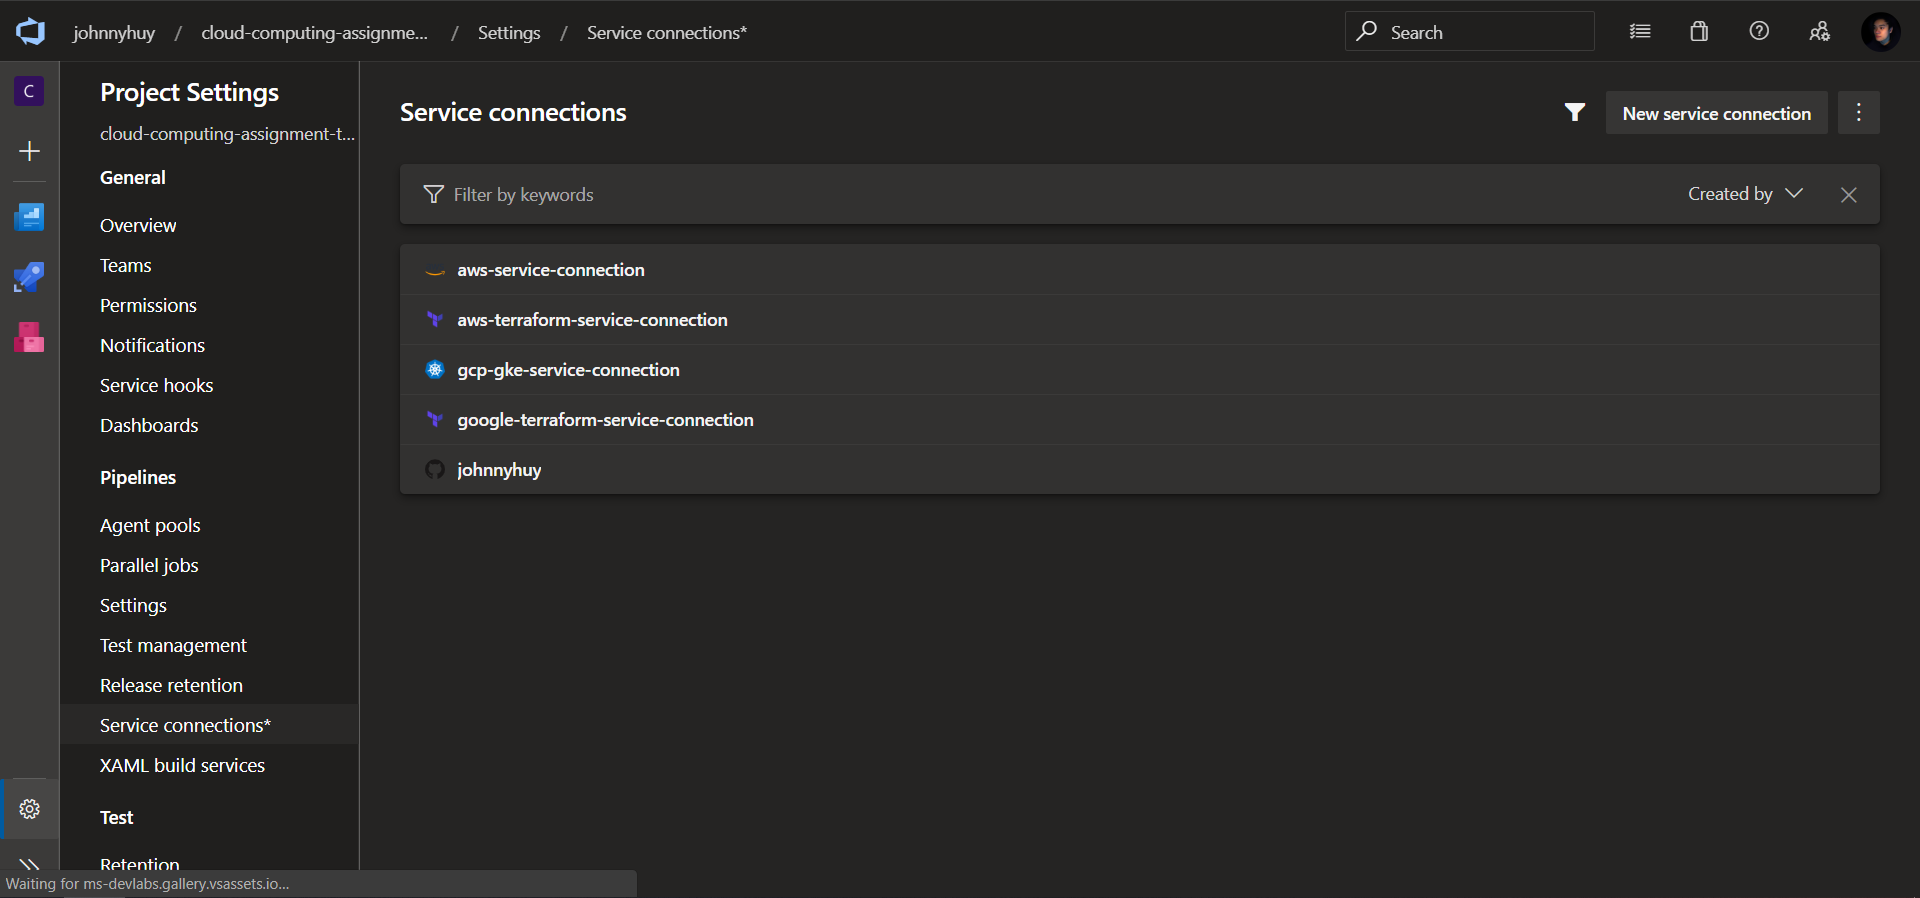 johnnyhuy / cloud-computing-assignme... / Settings / Service connections*
Search
C
Project Settings
cloud-computing-assignment-t...
General
Overview
Teams
Permissions
Notifications
Service hooks
Dashboards
Pipelines
Agent pools
Parallel jobs
Settings
Test management
Release retention
Service connections*
XAML build services
Test
Retention
Service connections
New service connection
Filter by keywords
Created by
aws-service-connection
aws-terraform-service-connection
gcp-gke-service-connection
google-terraform-service-connection
johnnyhuy
Waiting for ms-devlabs.gallery.vsassets.io...